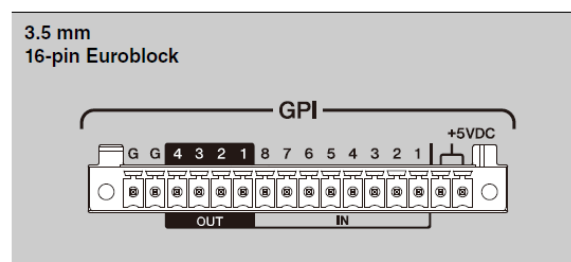 3.5 mm
16-pin Euroblock
GPI
+5VDC
G G 4 3 2 1 8 7 6 5 4 3 2 1
OUT IN